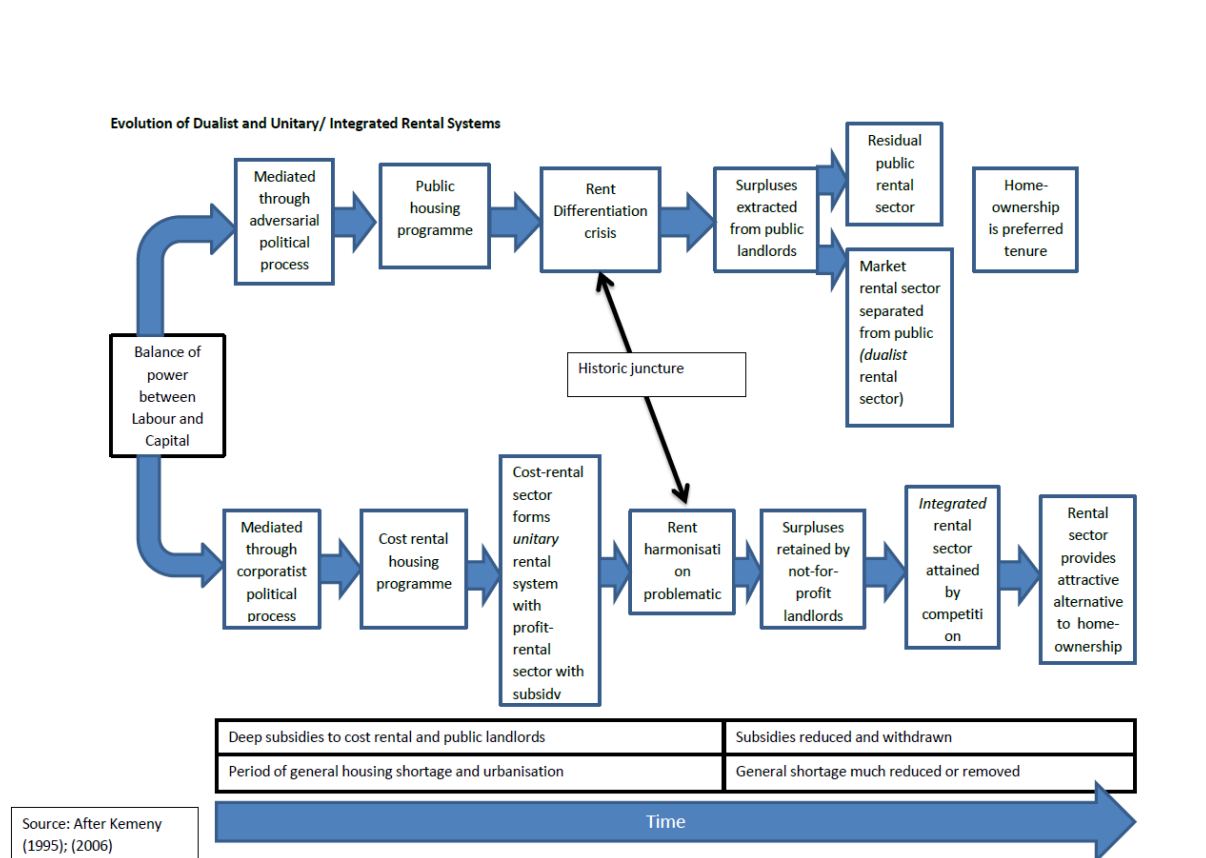 Evolution of Dualist and Unitary/ Integrated Rental Systems
Mediated
through
adversarial
political
process
Public
housing
programme
Rent
Differentiation
crisis
Surpluses
extracted
from public
landlords
Residual
public
rental
sector
Market
rental sector
separated
from public
(dualist
rental
sector)
Home-
ownership
is preferred
tenure
Balance of
power
between
Labour and
Capital
Historic juncture
Mediated
through
corporatist
political
process
Cost rental
housing
programme
Cost-rental
sector
forms
unitary
rental
system
with
profit-
rental
sector with
subsidy
Rent
harmonisati
on
problematic
Surpluses
retained by
not-for-
profit
landlords
Integrated
rental
sector
attained
by
competiti
on
Rental
sector
provides
attractive
alternative
to home-
ownership
Deep subsidies to cost rental and public landlords
Subsidies reduced and withdrawn
Period of general housing shortage and urbanisation
General shortage much reduced or removed
Time
Source: After Kemeny
(1995); (2006)